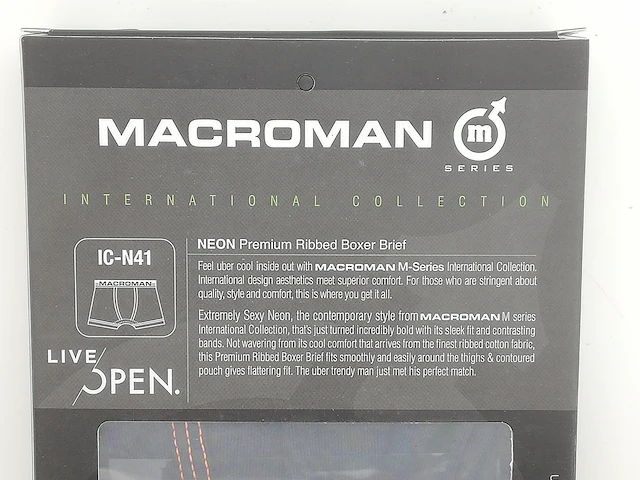 MACROMAN m
SERIES
INTERNATIONAL COLLECTION
IC-N41
MACROMAN
LIVE/
OPEN.
NEON Premium Ribbed Boxer Brief
Feel uber cool inside out with MACROMAN M-Series International Collection.
International design aesthetics meet superior comfort. For those who are stringent about
quality, style and comfort, this is where you get it all.
Extremely Sexy Neon, the contemporary style from MACROMAN M series
International Collection, that's just turned incredibly bold with its sleek fit and contrasting
bands. Not wavering from its cool comfort that arrives from the finest ribbed cotton fabric,
this Premium Ribbed Boxer Brief fits smoothly and easily around the thighs & contoured
pouch gives flattering fit. The uber trendy man just met his perfect match.